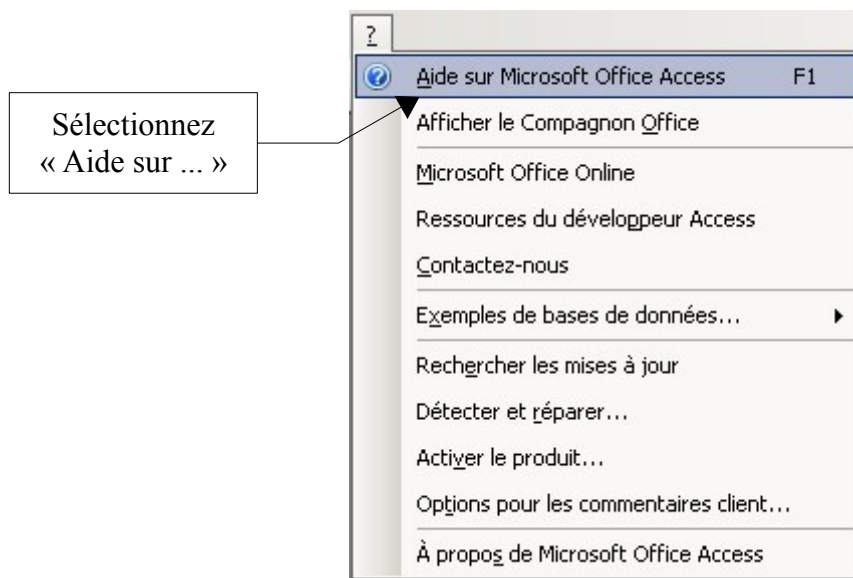 ?
Aide sur Microsoft Office Access F1
Sélectionnez
« Aide sur ... »
Afficher le Compagnon Office
Microsoft Office Online
Ressources du développeur Access
Contactez-nous
Exemples de bases de données...
Rechercher les mises à jour
Détecter et réparer...
Activer le produit...
Options pour les commentaires client...
À propos de Microsoft Office Access